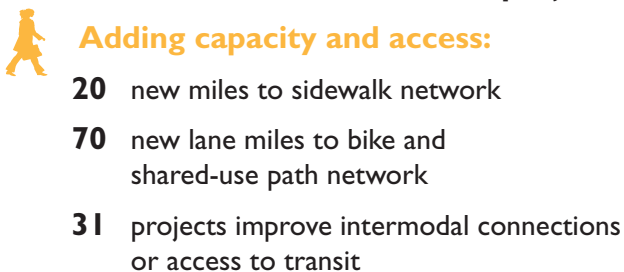 Adding capacity and access:
20 new miles to sidewalk network
70 new lane miles to bike and
shared-use path network
31 projects improve intermodal connections
or access to transit